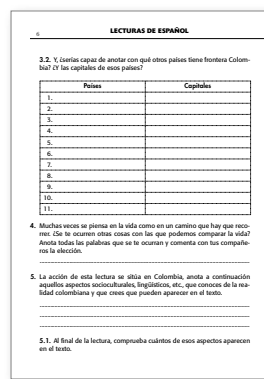 6
LECTURAS DE ESPAÑOL
3.2. Y, ¿serías capaz de anotar con qué otros países tiene frontera Colom-
bia? ¿Y las capitales de esos países?
Países Capitales
1.
2.
3.
4.
5.
6.
7.
8.
9.
10.
11.
4. Muchas veces se piensa en la vida como en un camino que hay que reco-
rrer. ¿Se te ocurren otras cosas con las que podemos comparar la vida?
Anota todas las palabras que se te ocurran y comenta con tus compañe-
ros la elección.
5. La acción de esta lectura se sitúa en Colombia, anota a continuación
aquellos aspectos socioculturales, lingüísticos, etc., que conoces de la rea-
lidad colombiana y que crees que pueden aparecer en el texto.
5.1. Al final de la lectura, comprueba cuántos de esos aspectos aparecen
en el texto.